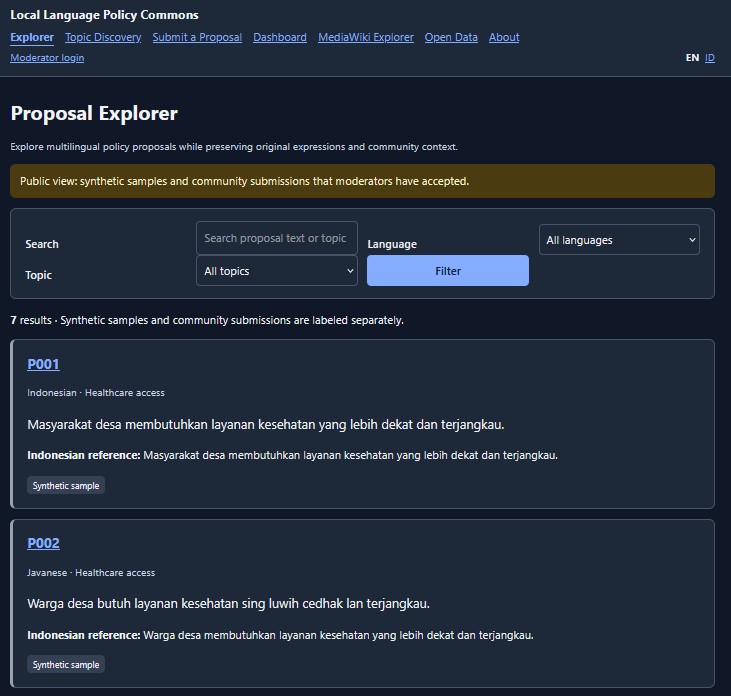 Local Language Policy Commons
Explorer Topic Discovery Submit a Proposal Dashboard MediaWiki Explorer Open Data About
Moderator login EN ID
Proposal Explorer
Explore multilingual policy proposals while preserving original expressions and community context.
Public view: synthetic samples and community submissions that moderators have accepted.
Search Search proposal text or topic Language All languages
Topic All topics Filter
7 results · Synthetic samples and community submissions are labeled separately.
P001
Indonesian · Healthcare access
Masyarakat desa membutuhkan layanan kesehatan yang lebih dekat dan terjangkau.
Indonesian reference: Masyarakat desa membutuhkan layanan kesehatan yang lebih dekat dan terjangkau.
Synthetic sample
P002
Javanese · Healthcare access
Warga desa butuh layanan kesehatan sing luwih cedhak lan terjangkau.
Indonesian reference: Warga desa membutuhkan layanan kesehatan yang lebih dekat dan terjangkau.
Synthetic sample